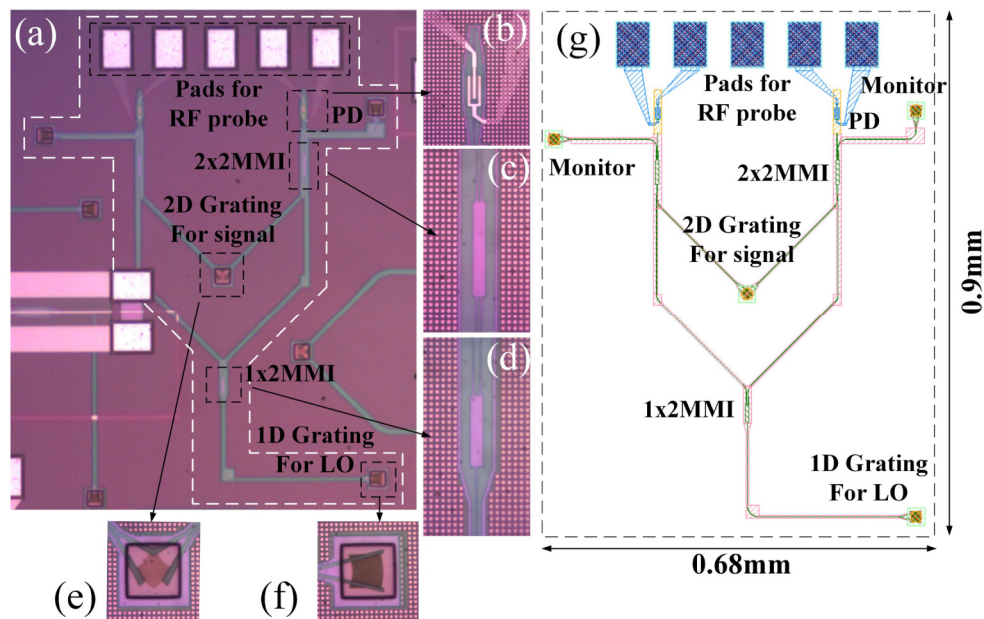 (a)
Pads for
RF probe
PD
2x2MMI
2D Grating
For signal
1x2MMI
1D Grating
For LO
(b)
(c)
(d)
(e)
(f)
(g)
Pads for
RF probe
Monitor
PD
Monitor
2x2MMI
2D Grating
For signal
1x2MMI
1D Grating
For LO
0.9mm
0.68mm